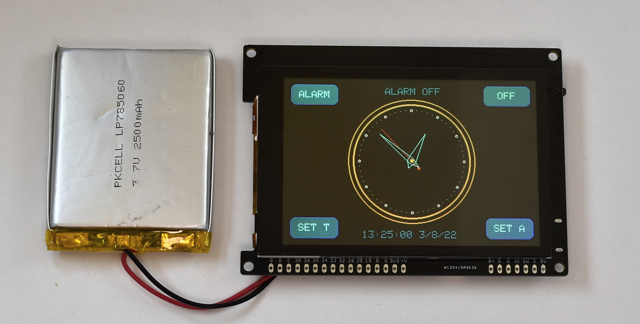 PKCELL LP785060
3.7V 2500mAh
ALARM
ALARM OFF
OFF
SET T
13:25:00 3/8/22
SET A